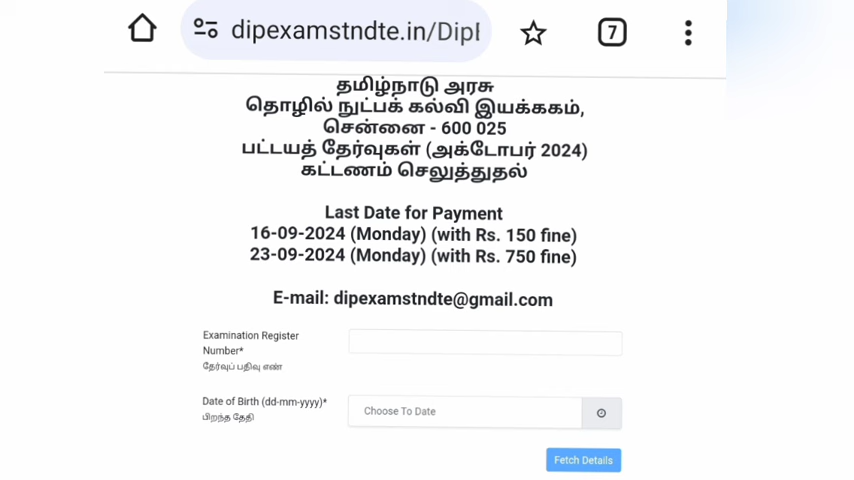 dipexamstndte.in/Dip
7
தமிழ்நாடு அரசு
தொழில் நுட்பக் கல்வி இயக்ககம்,
சென்னை - 600 025
பட்டயத் தேர்வுகள் (அக்டோபர் 2024)
கட்டணம் செலுத்துதல்
Last Date for Payment
16-09-2024 (Monday) (with Rs. 150 fine)
23-09-2024 (Monday) (with Rs. 750 fine)
E-mail: dipexamstndte@gmail.com
Examination Register
Number*
தேர்வுப் பதிவு எண்
Date of Birth (dd-mm-yyyy)*
பிறந்த தேதி
Choose To Date
Fetch Details